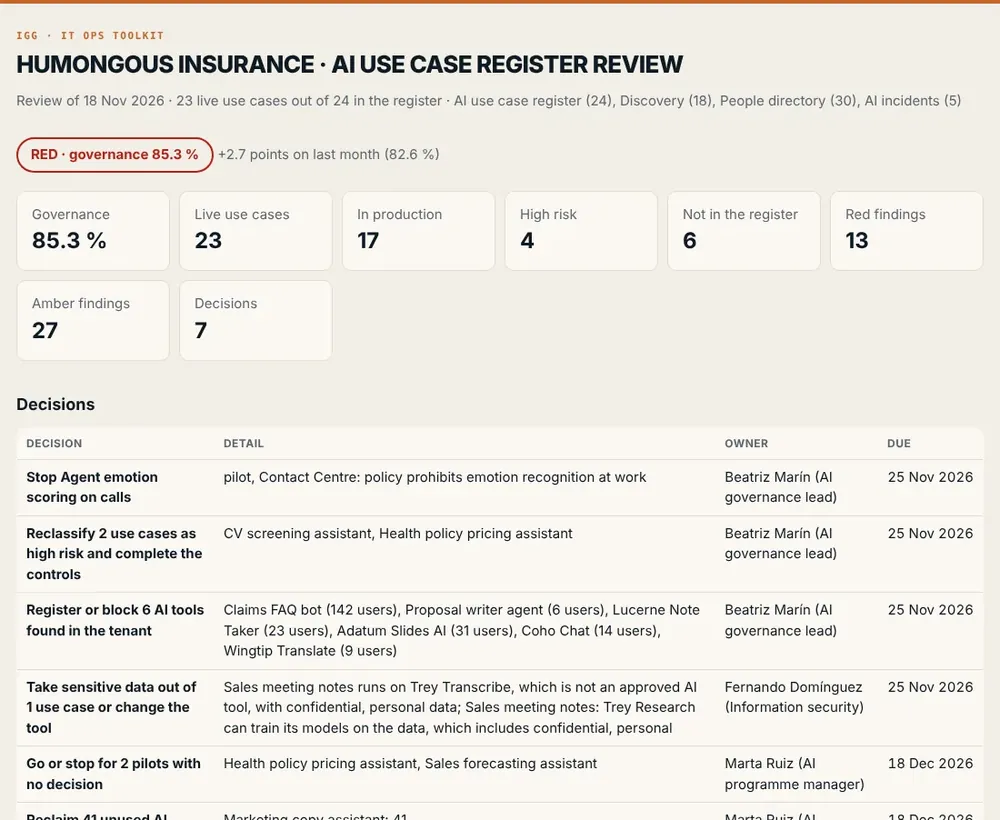 IGG · IT OPS TOOLKIT
HUMONGOUS INSURANCE · AI USE CASE REGISTER REVIEW
Review of 18 Nov 2026 · 23 live use cases out of 24 in the register · AI use case register (24), Discovery (18), People directory (30), AI incidents (5)
RED · governance 85.3 % +2.7 points on last month (82.6 %)
Governance
85.3 %
Live use cases
23
In production
17
High risk
4
Not in the register
6
Red findings
13
Amber findings
27
Decisions
7
Decisions
DECISION DETAIL OWNER DUE
Stop Agent emotion
scoring on calls
pilot, Contact Centre: policy prohibits emotion recognition at work
Beatriz Marín (AI
governance lead)
25 Nov 2026
Reclassify 2 use cases as
high risk and complete the
controls
CV screening assistant, Health policy pricing assistant
Beatriz Marín (AI
governance lead)
25 Nov 2026
Register or block 6 AI tools
found in the tenant
Claims FAQ bot (142 users), Proposal writer agent (6 users), Lucerne Note
Taker (23 users), Adatum Slides AI (31 users), Coho Chat (14 users),
Wingtip Translate (9 users)
Beatriz Marín (AI
governance lead)
25 Nov 2026
Take sensitive data out of
1 use case or change the
tool
Sales meeting notes runs on Trey Transcribe, which is not an approved AI
tool, with confidential, personal data; Sales meeting notes: Trey Research
can train its models on the data, which includes confidential, personal
Fernando Domínguez
(Information security)
25 Nov 2026
Go or stop for 2 pilots with
no decision
Health policy pricing assistant, Sales forecasting assistant
Marta Ruiz (AI
programme manager)
18 Dec 2026
Reclaim 41 unused AI
Marketing copy assistant: 41
Marta Ruiz (AI
18 Dec 2026